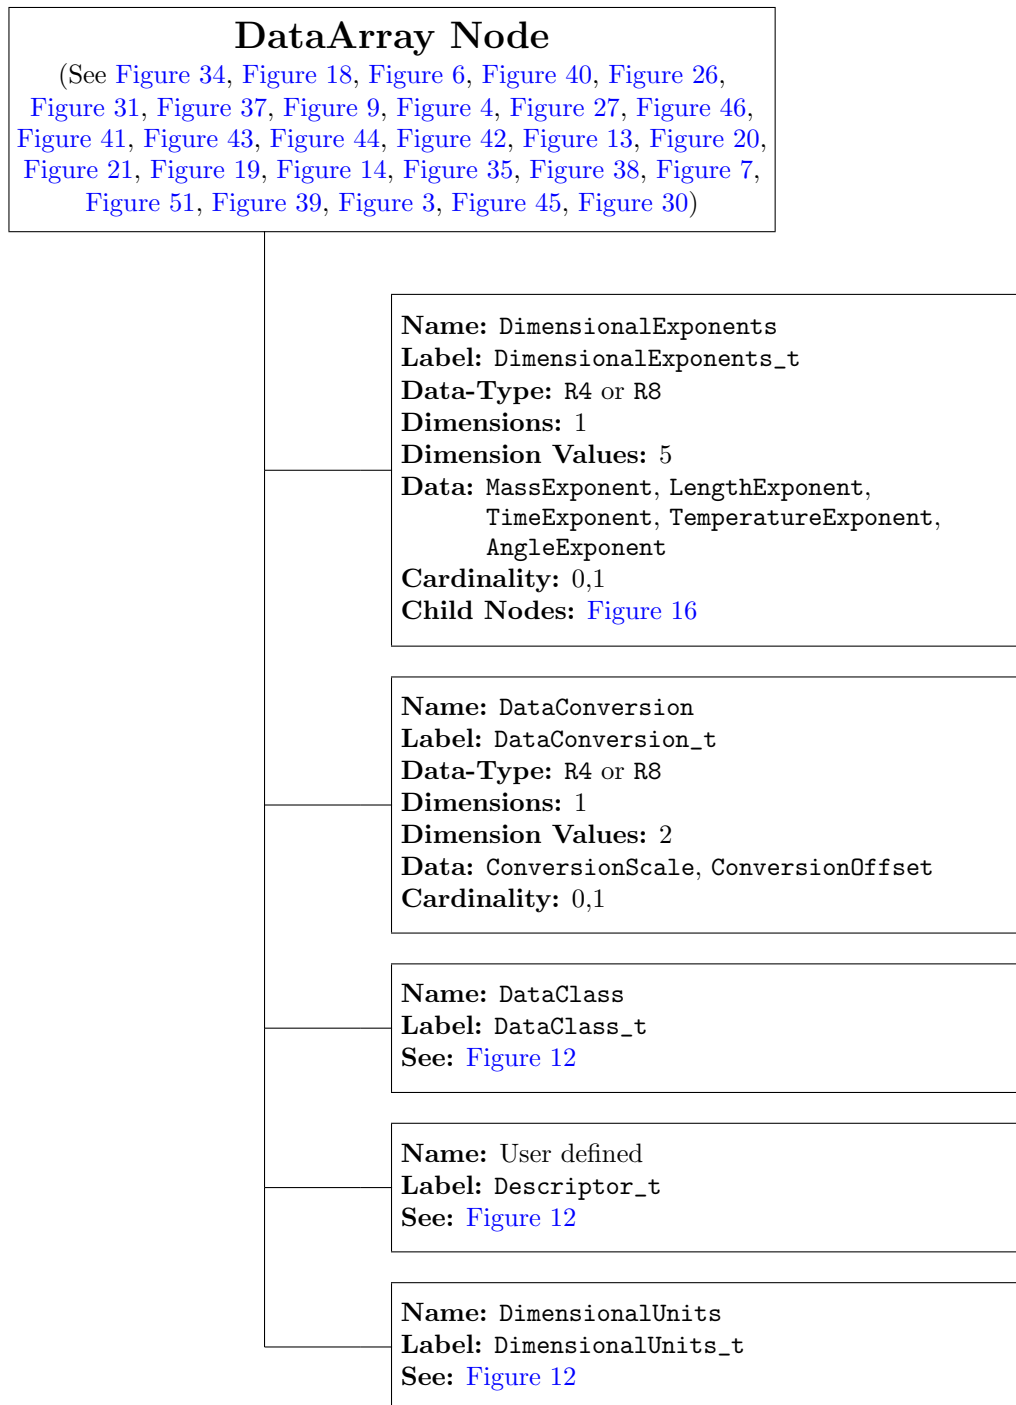 DataArray Node
(See Figure 34, Figure 18, Figure 6, Figure 40, Figure 26,
Figure 31, Figure 37, Figure 9, Figure 4, Figure 27, Figure 46,
Figure 41, Figure 43, Figure 44, Figure 42, Figure 13, Figure 20,
Figure 21, Figure 19, Figure 14, Figure 35, Figure 38, Figure 7,
Figure 51, Figure 39, Figure 3, Figure 45, Figure 30)
Name: DimensionalExponents
Label: DimensionalExponents_t
Data-Type: R4 or R8
Dimensions: 1
Dimension Values: 5
Data: MassExponent, LengthExponent,
TimeExponent, TemperatureExponent,
AngleExponent
Cardinality: 0,1
Child Nodes: Figure 16
Name: DataConversion
Label: DataConversion_t
Data-Type: R4 or R8
Dimensions: 1
Dimension Values: 2
Data: ConversionScale, ConversionOffset
Cardinality: 0,1
Name: DataClass
Label: DataClass_t
See: Figure 12
Name: User defined
Label: Descriptor_t
See: Figure 12
Name: DimensionalUnits
Label: DimensionalUnits_t
See: Figure 12